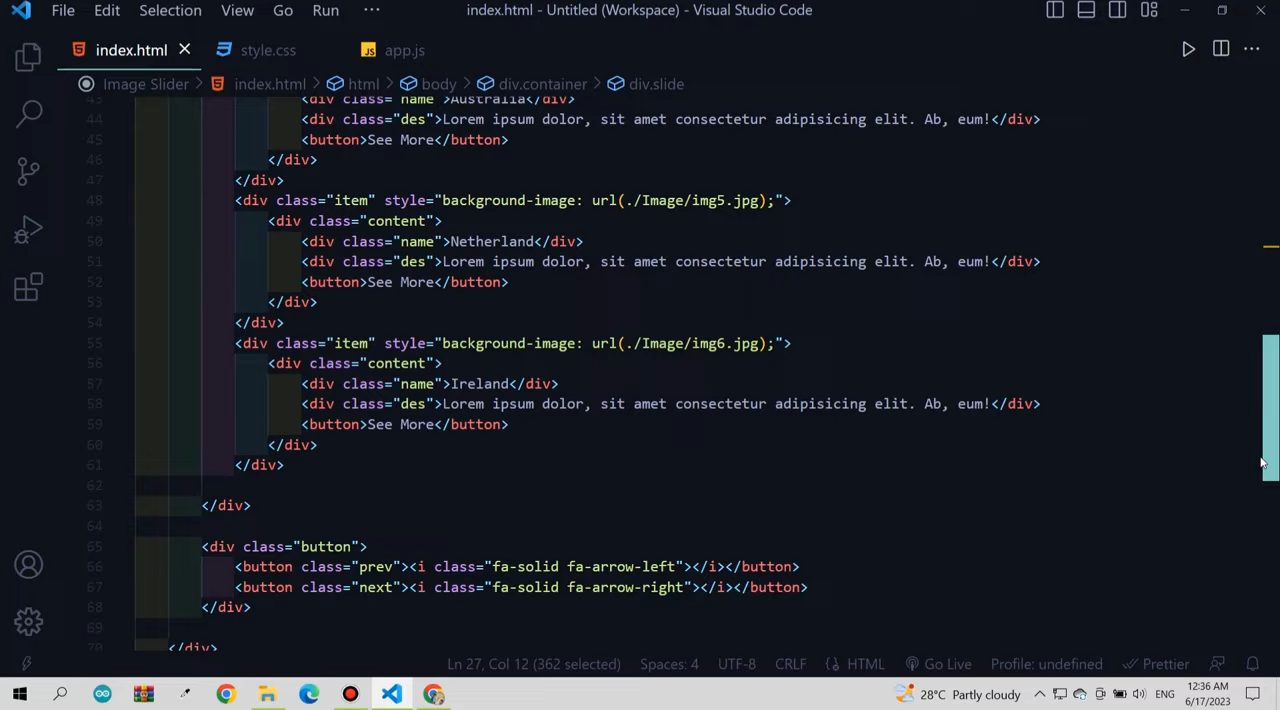 File Edit Selection View Go Run ··· index.html - Untitled (Workspace) - Visual Studio Code
index.html style.css JS app.js
Image Slider > index.html > html > body > div.container > div.slide
43 <div class="name">Australia</div>
44 <div class="des">Lorem ipsum dolor, sit amet consectetur adipisicing elit. Ab, eum!</div>
45 <button>See More</button>
46 </div>
47 </div>
48 <div class="item" style="background-image: url(./Image/img5.jpg);">
49 <div class="content">
50 <div class="name">Netherland</div>
51 <div class="des">Lorem ipsum dolor, sit amet consectetur adipisicing elit. Ab, eum!</div>
52 <button>See More</button>
53 </div>
54 </div>
55 <div class="item" style="background-image: url(./Image/img6.jpg);">
56 <div class="content">
57 <div class="name">Ireland</div>
58 <div class="des">Lorem ipsum dolor, sit amet consectetur adipisicing elit. Ab, eum!</div>
59 <button>See More</button>
60 </div>
61 </div>
62
63 </div>
64
65 <div class="button">
66 <button class="prev"><i class="fa-solid fa-arrow-left"></i></button>
67 <button class="next"><i class="fa-solid fa-arrow-right"></i></button>
68 </div>
69
70 </div>
Ln 27, Col 12 (362 selected) Spaces: 4 UTF-8 CRLF HTML Go Live Profile: undefined Prettier
28°C Partly cloudy ENG 12:36 AM
6/17/2023